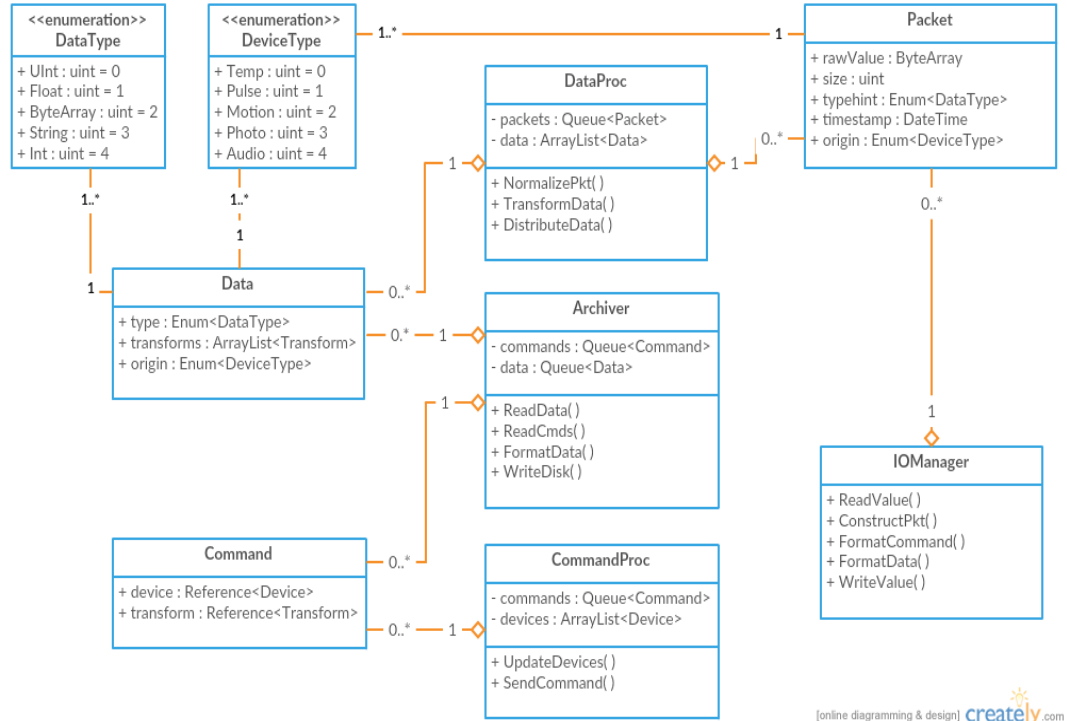 <<enumeration>>
DataType
+ UInt : uint = 0
+ Float : uint = 1
+ ByteArray : uint = 2
+ String : uint = 3
+ Int : uint = 4
<<enumeration>>
DeviceType
+ Temp : uint = 0
+ Pulse : uint = 1
+ Motion : uint = 2
+ Photo : uint = 3
+ Audio : uint = 4
1..*
1
Packet
+ rawValue : ByteArray
+ size : uint
+ typehint : Enum<DataType>
+ timestamp : DateTime
+ origin : Enum<DeviceType>
DataProc
- packets : Queue<Packet>
- data : ArrayList<Data>
+ NormalizePkt( )
+ TransformData( )
+ DistributeData( )
1
1
0..*
1..*
1
1..*
1
0..*
1
Data
+ type : Enum<DataType>
+ transforms : ArrayList<Transform>
+ origin : Enum<DeviceType>
0..*
0..*
1
Archiver
- commands : Queue<Command>
- data : Queue<Data>
+ ReadData( )
+ ReadCmds( )
+ FormatData( )
+ WriteDisk( )
1
0..*
IOManager
+ ReadValue( )
+ ConstructPkt( )
+ FormatCommand( )
+ FormatData( )
+ WriteValue( )
Command
+ device : Reference<Device>
+ transform : Reference<Transform>
0..*
1
CommandProc
- commands : Queue<Command>
- devices : ArrayList<Device>
+ UpdateDevices( )
+ SendCommand( )
[online diagramming & design] creately.com